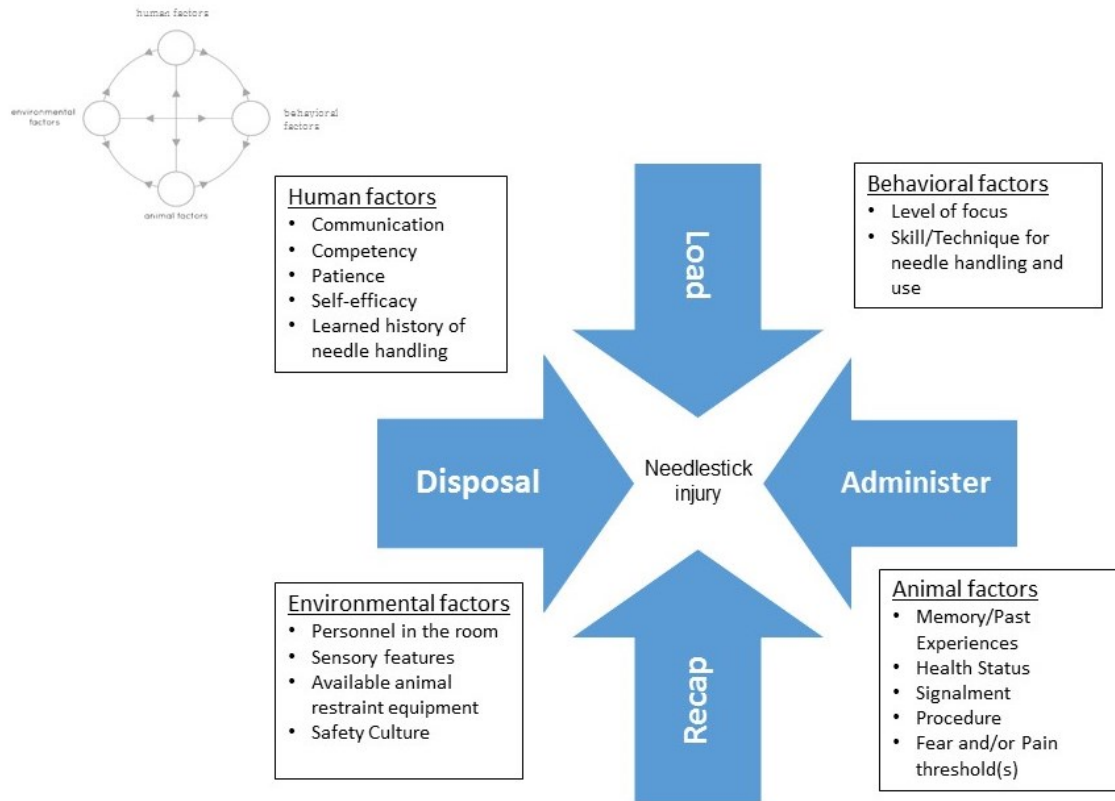 human factors
environmental
factors
behavioral
factors
animal factors
Human factors
• Communication
• Competency
• Patience
• Self-efficacy
• Learned history of
needle handling
Load
Behavioral factors
• Level of focus
• Skill/Technique for
needle handling and
use
Disposal
Needlestick
injury
Administer
Environmental factors
• Personnel in the room
• Sensory features
• Available animal
restraint equipment
• Safety Culture
Recap
Animal factors
• Memory/Past
Experiences
• Health Status
• Signalment
• Procedure
• Fear and/or Pain
threshold(s)